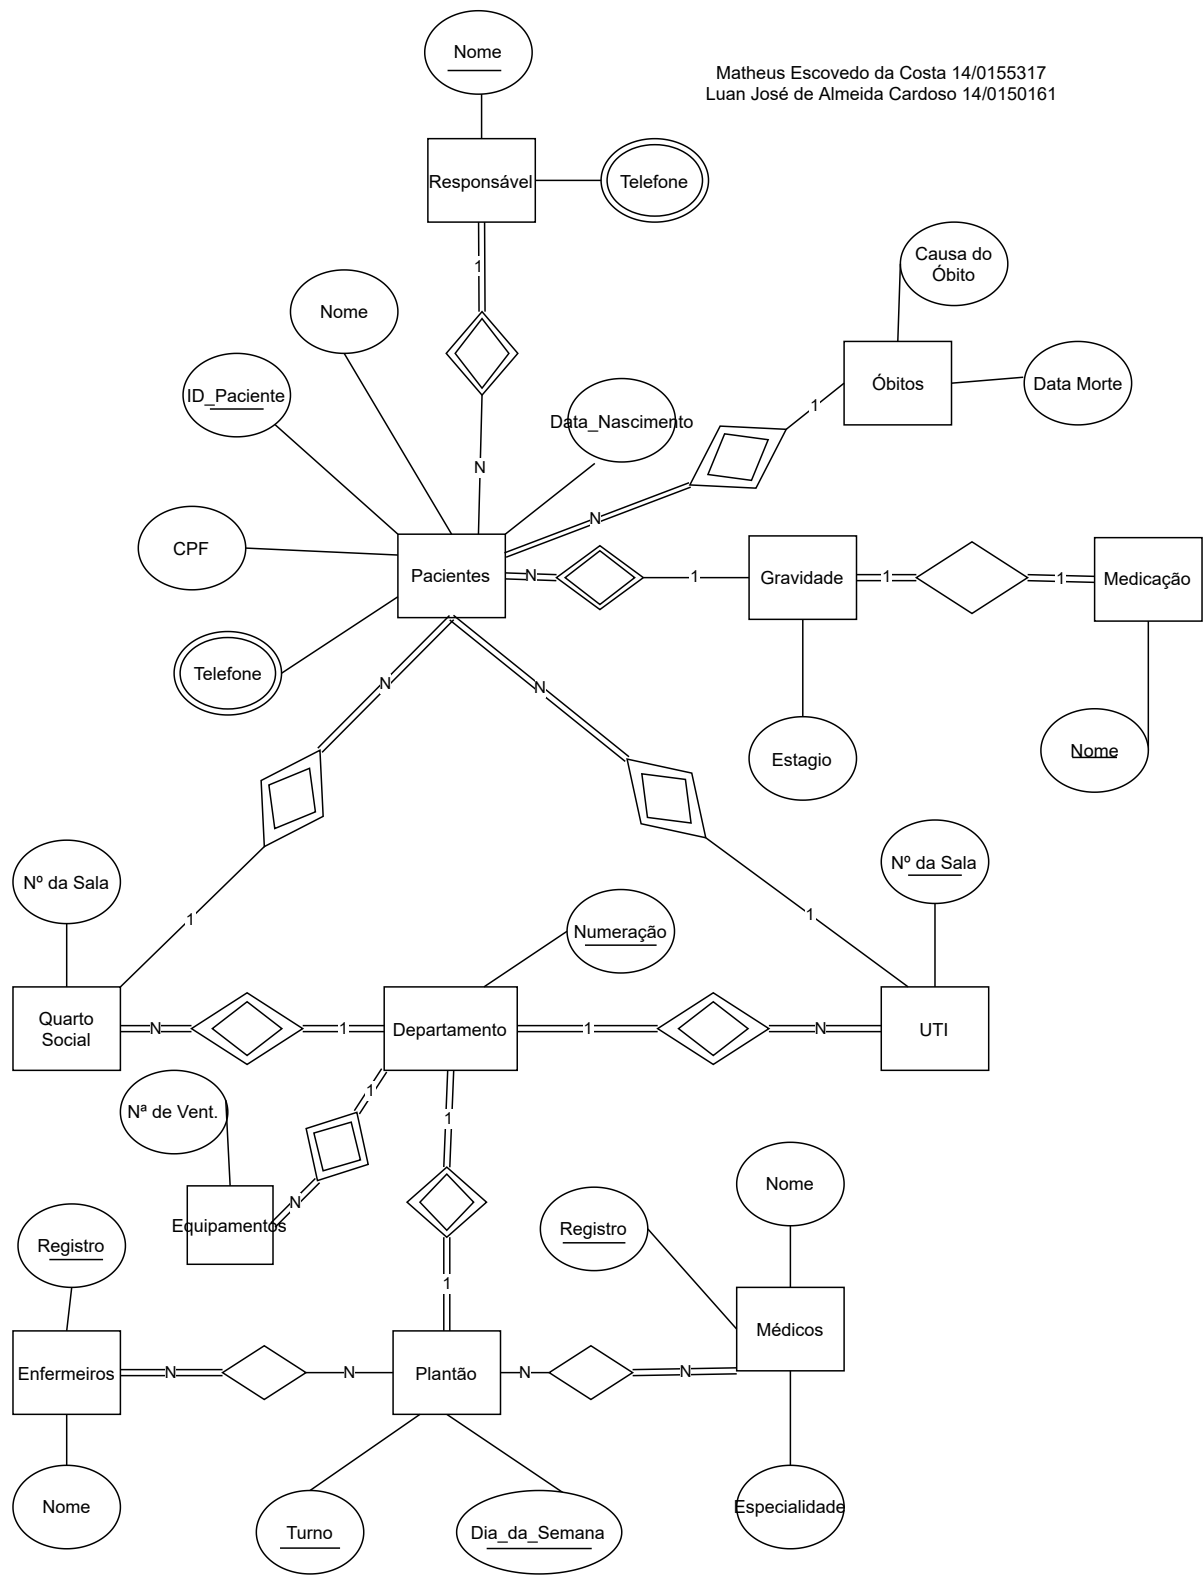 Nome
Matheus Escovedo da Costa 14/0155317
Luan José de Almeida Cardoso 14/0150161
Responsável
Telefone
1
Causa do
Óbito
Nome
Óbitos
Data Morte
ID_Paciente
Data_Nascimento
1
N
N
CPF
Pacientes
N
1
Gravidade
1
1
Medicação
Telefone
N
N
Estagio
Nome
Nº da Sala
Nº da Sala
1
1
Numeração
Quarto
Social
N
1
Departamento
1
N
UTI
1
1
Nª de Vent.
N
Equipamentos
Nome
Registro
Registro
1
Médicos
Enfermeiros
N
N
Plantão
N
N
Nome
Especialidade
Turno
Dia_da_Semana